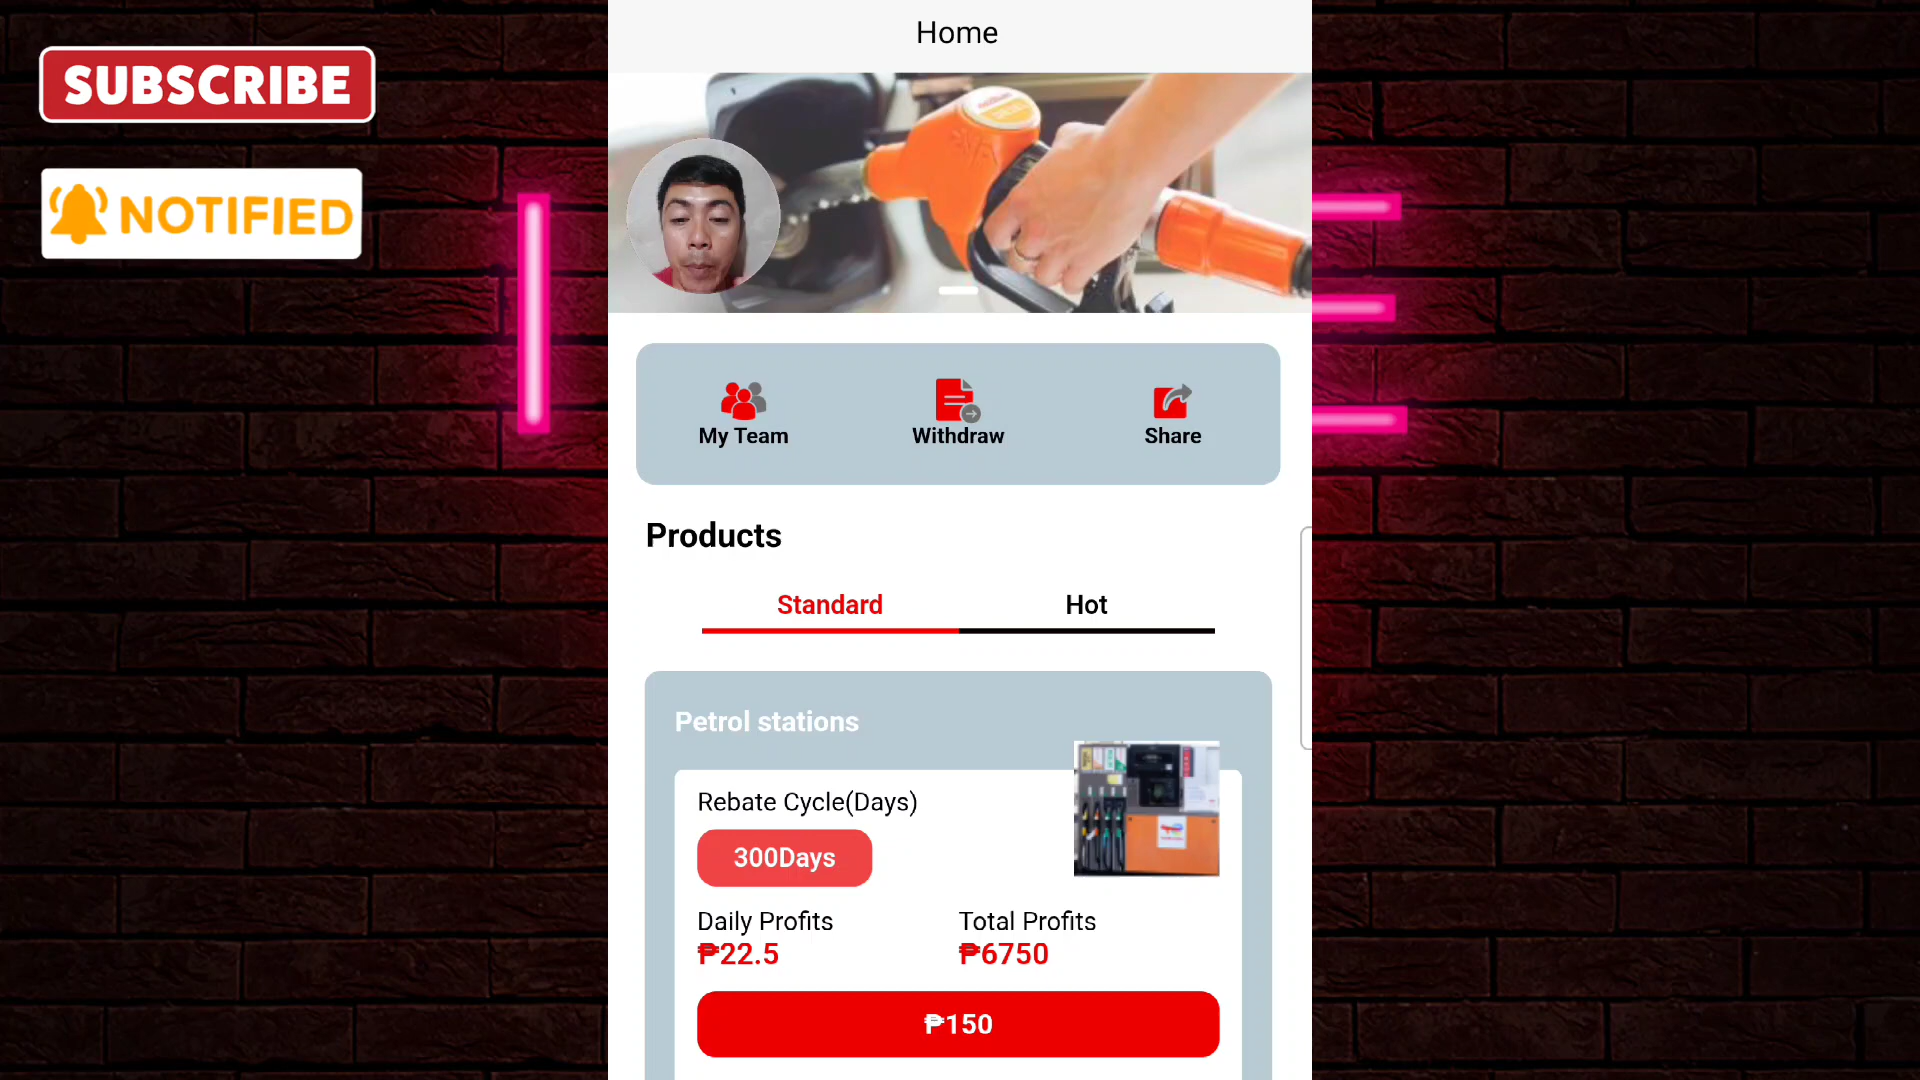 Home
SUBSCRIBE
NOTIFIED
My Team
Withdraw
Share
Products
Standard
Hot
Petrol stations
Rebate Cycle(Days)
300Days
Daily Profits
Total Profits
₱22.5
₱6750
₱150